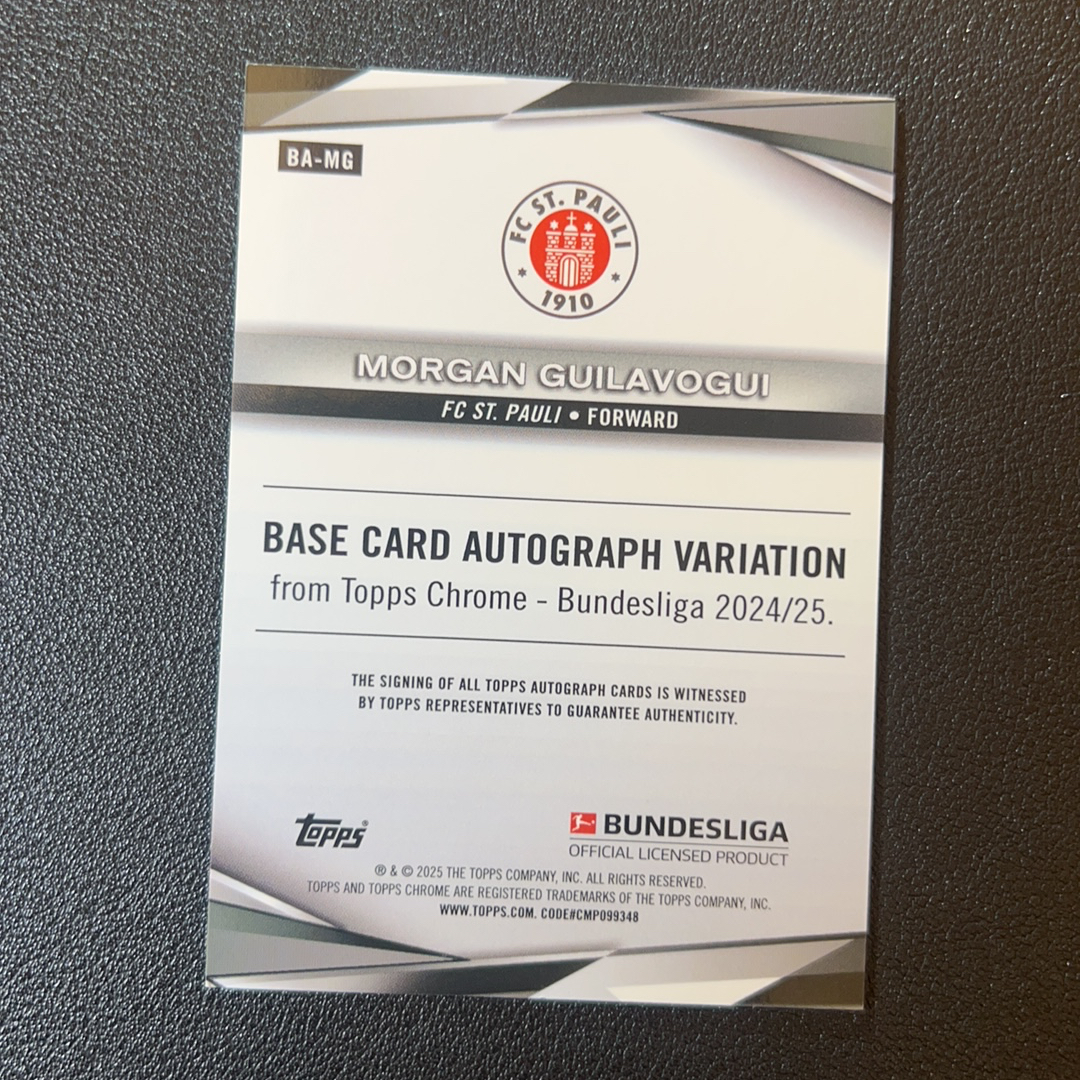 BA-MG
FC ST. PAULI
1910
MORGAN GUILAVOGUI
FC ST. PAULI • FORWARD
BASE CARD AUTOGRAPH VARIATION
from Topps Chrome - Bundesliga 2024/25.
THE SIGNING OF ALL TOPPS AUTOGRAPH CARDS IS WITNESSED
BY TOPPS REPRESENTATIVES TO GUARANTEE AUTHENTICITY.
topps®
BUNDESLIGA
OFFICIAL LICENSED PRODUCT
® & © 2025 THE TOPPS COMPANY, INC. ALL RIGHTS RESERVED.
TOPPS AND TOPPS CHROME ARE REGISTERED TRADEMARKS OF THE TOPPS COMPANY, INC.
WWW.TOPPS.COM. CODE#CMP099348